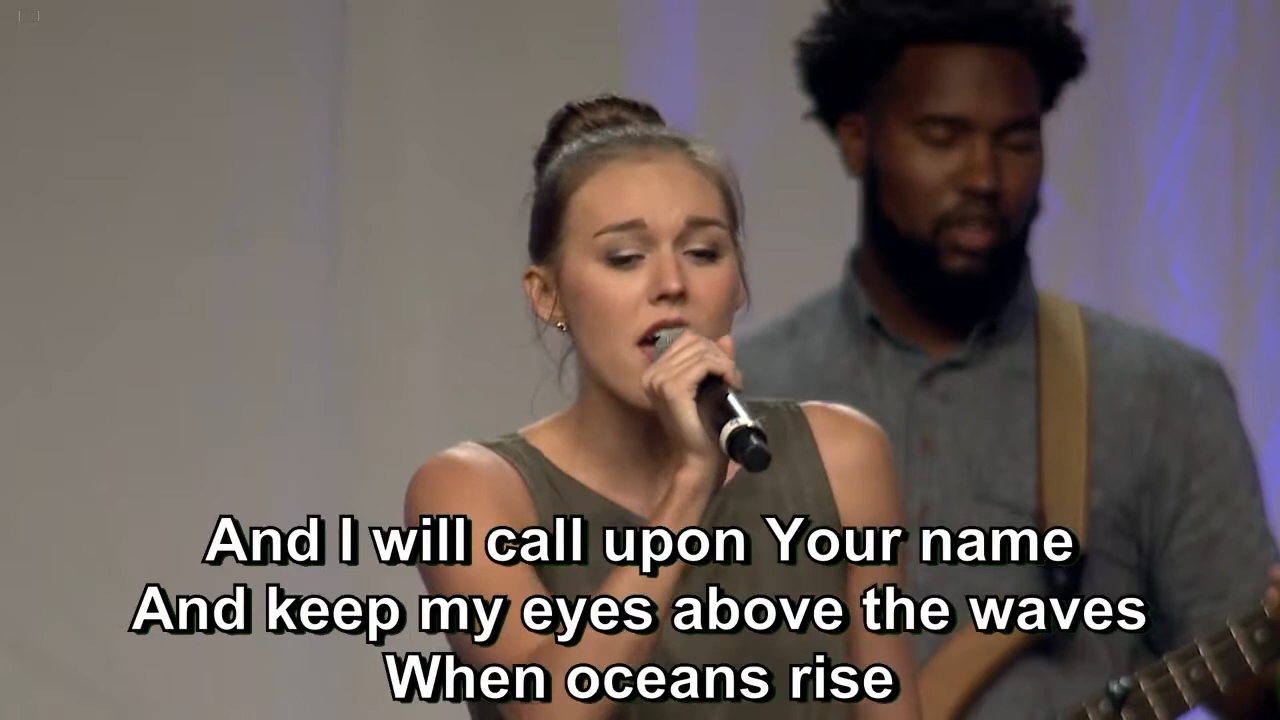 And I will call upon Your name
And keep my eyes above the waves
When oceans rise